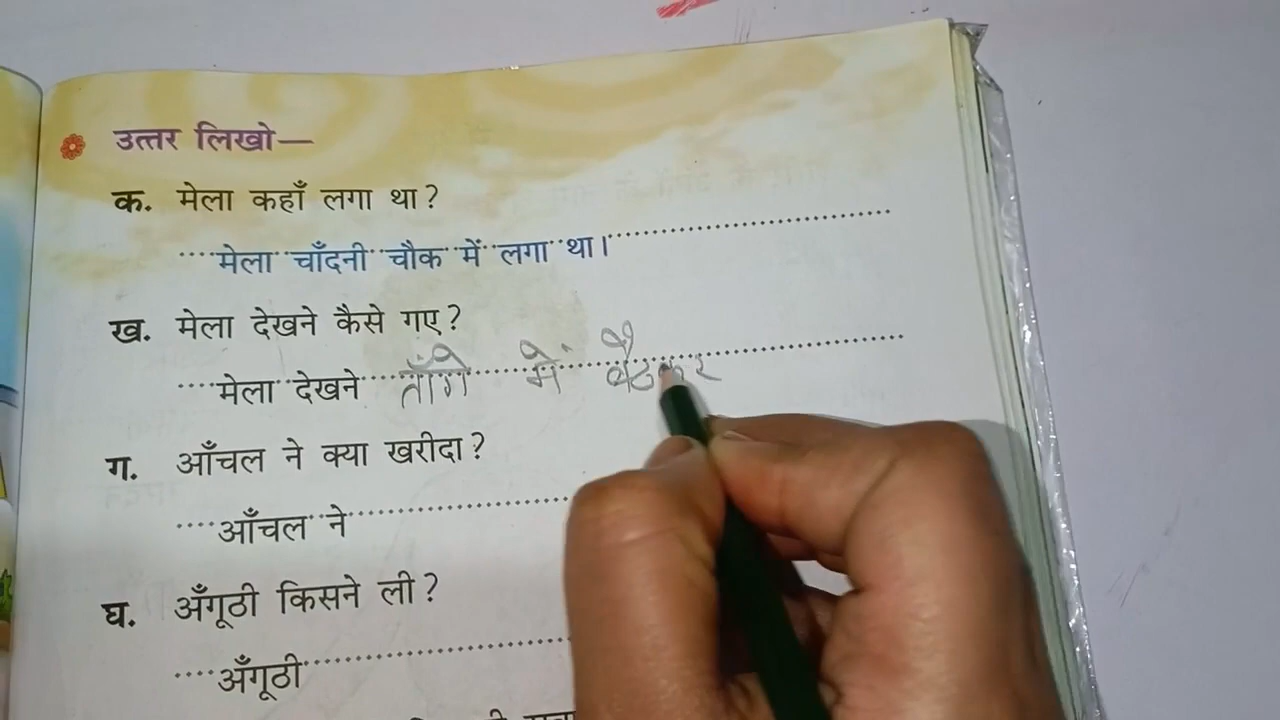 उत्तर लिखो—
क. मेला कहाँ लगा था?
मेला चाँदनी चौक में लगा था।
ख. मेला देखने कैसे गए?
मेला देखने ताँगे में बैठकर
ग. आँचल ने क्या खरीदा?
आँचल ने
घ. अँगूठी किसने ली?
अँगूठी